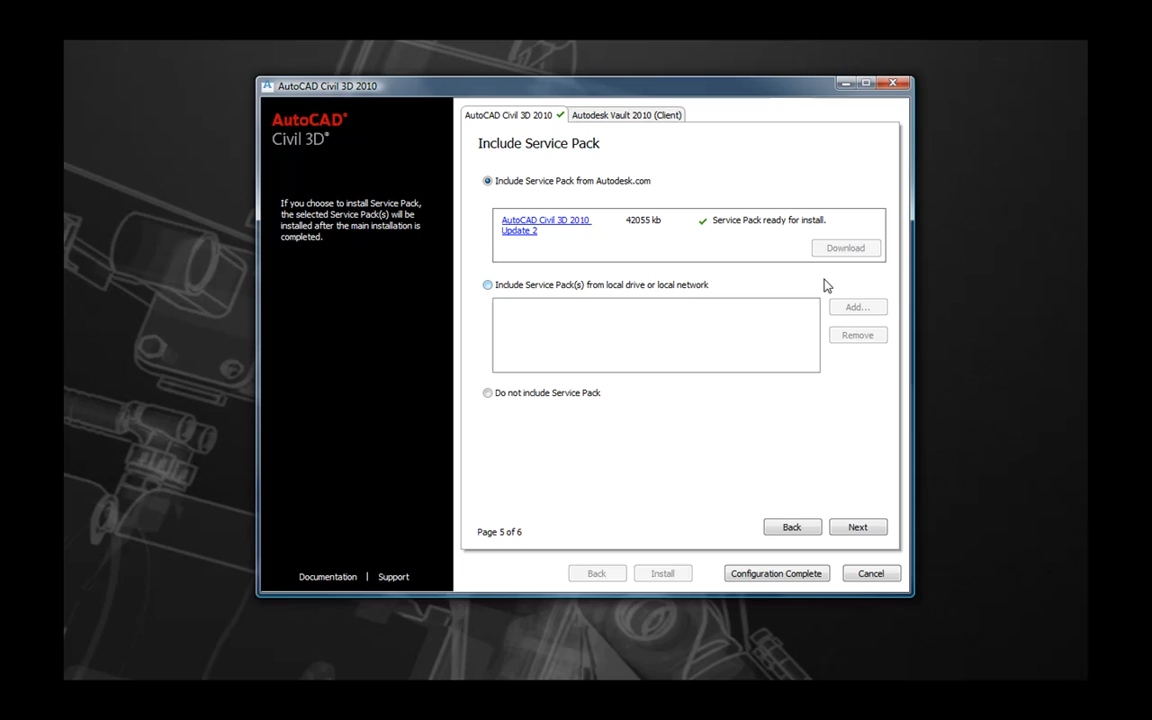 AutoCAD Civil 3D 2010
AutoCAD®
Civil 3D®
If you choose to install Service Pack,
the selected Service Pack(s) will be
installed after the main installation is
completed.
Documentation | Support
AutoCAD Civil 3D 2010
Autodesk Vault 2010 (Client)
Include Service Pack
Include Service Pack from Autodesk.com
AutoCAD Civil 3D 2010
Update 2
42055 kb
Service Pack ready for install.
Download
Include Service Pack(s) from local drive or local network
Add...
Remove
Do not include Service Pack
Page 5 of 6
Back
Next
Back
Install
Configuration Complete
Cancel